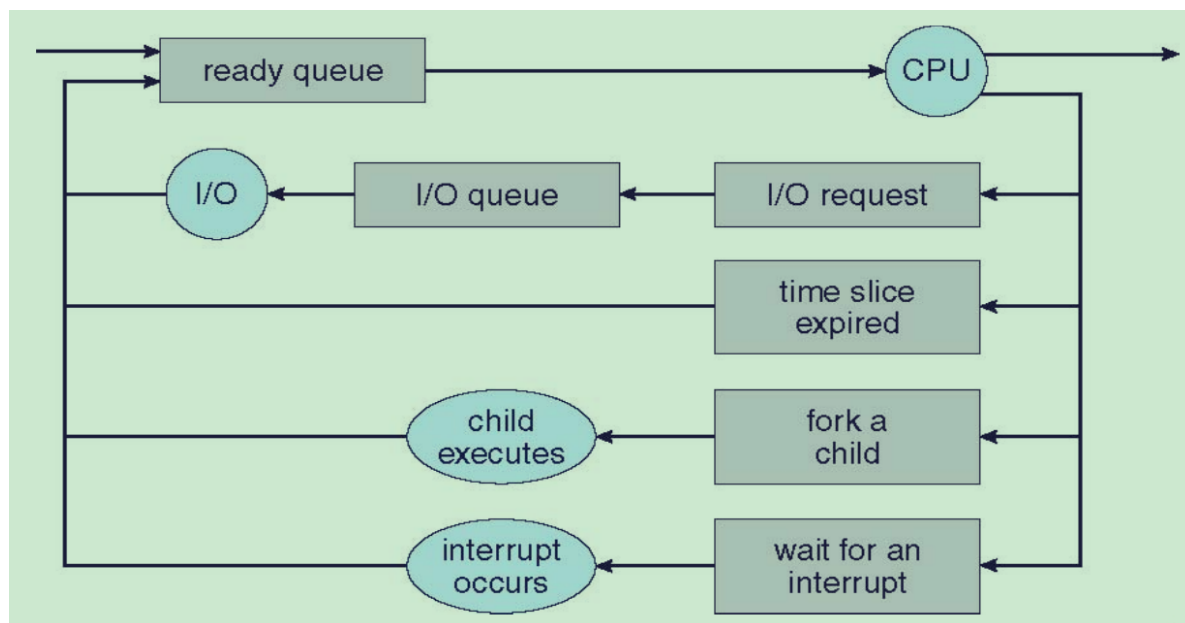 ready queue
CPU
I/O
I/O queue
I/O request
time slice
expired
child
executes
fork a
child
interrupt
occurs
wait for an
interrupt